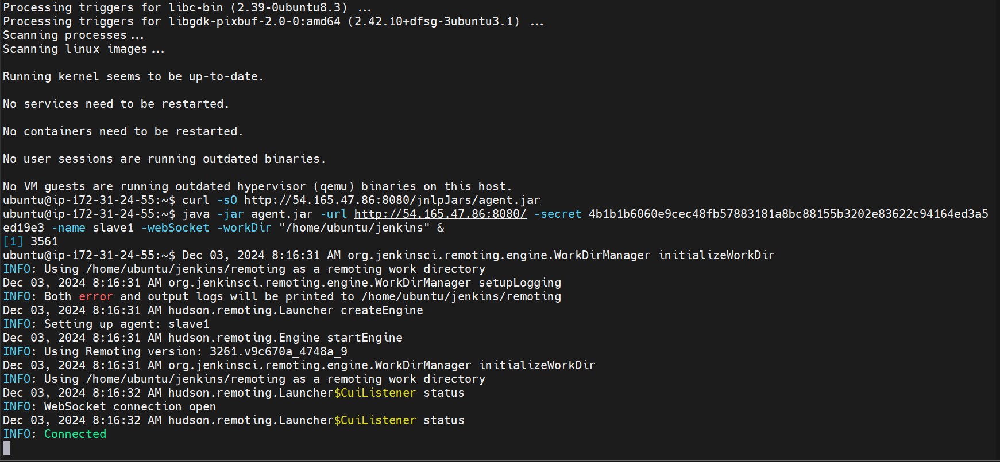 Processing triggers for libc-bin (2.39-0ubuntu8.3) ...
Processing triggers for libgdk-pixbuf-2.0-0:amd64 (2.42.10+dfsg-3ubuntu3.1) ...
Scanning processes...
Scanning linux images...
Running kernel seems to be up-to-date.
No services need to be restarted.
No containers need to be restarted.
No user sessions are running outdated binaries.
No VM guests are running outdated hypervisor (qemu) binaries on this host.
ubuntu@ip-172-31-24-55:~$ curl -sO http://54.165.47.86:8080/jnlpJars/agent.jar
ubuntu@ip-172-31-24-55:~$ java -jar agent.jar -url http://54.165.47.86:8080/ -secret 4b1b1b6060e9cec48fb57883181a8bc88155b3202e83622c94164ed3a5
ed19e3 -name slave1 -webSocket -workDir "/home/ubuntu/jenkins" &
[1] 3561
ubuntu@ip-172-31-24-55:~$ Dec 03, 2024 8:16:31 AM org.jenkinsci.remoting.engine.WorkDirManager initializeWorkDir
INFO: Using /home/ubuntu/jenkins/remoting as a remoting work directory
Dec 03, 2024 8:16:31 AM org.jenkinsci.remoting.engine.WorkDirManager setupLogging
INFO: Both error and output logs will be printed to /home/ubuntu/jenkins/remoting
Dec 03, 2024 8:16:31 AM hudson.remoting.Launcher createEngine
INFO: Setting up agent: slave1
Dec 03, 2024 8:16:31 AM hudson.remoting.Engine startEngine
INFO: Using Remoting version: 3261.v9c670a_4748a_9
Dec 03, 2024 8:16:31 AM org.jenkinsci.remoting.engine.WorkDirManager initializeWorkDir
INFO: Using /home/ubuntu/jenkins/remoting as a remoting work directory
Dec 03, 2024 8:16:32 AM hudson.remoting.Launcher$CuiListener status
INFO: WebSocket connection open
Dec 03, 2024 8:16:32 AM hudson.remoting.Launcher$CuiListener status
INFO: Connected